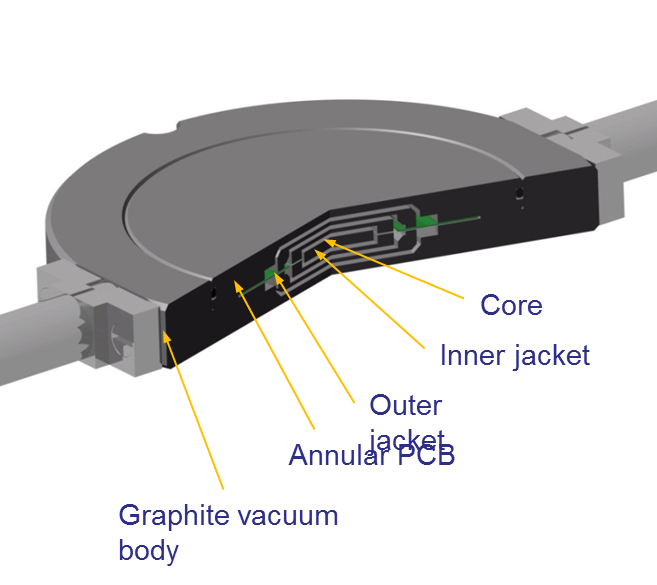 Core
Inner jacket
Outer
jacket
Annular PCB
Graphite vacuum
body